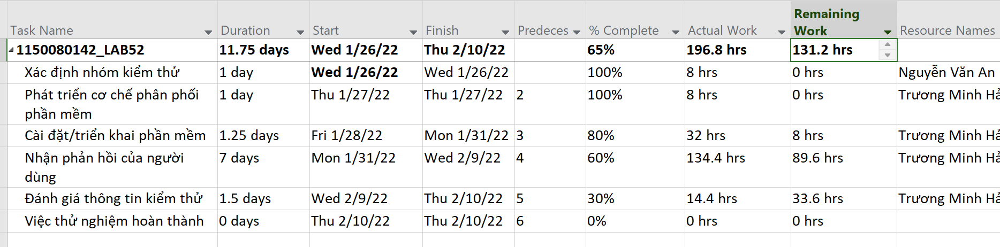 Task Name Duration Start Finish Predeces % Complete Actual Work Remaining Work Resource Names
1150080142_LAB52 11.75 days Wed 1/26/22 Thu 2/10/22 65% 196.8 hrs 131.2 hrs
Xác định nhóm kiểm thử 1 day Wed 1/26/22 Wed 1/26/22 100% 8 hrs 0 hrs Nguyễn Văn An
Phát triển cơ chế phân phối phần mềm 1 day Thu 1/27/22 Thu 1/27/22 2 100% 8 hrs 0 hrs Trương Minh Hả
Cài đặt/triển khai phần mềm 1.25 days Fri 1/28/22 Mon 1/31/22 3 80% 32 hrs 8 hrs Trương Minh Hả
Nhận phản hồi của người dùng 7 days Mon 1/31/22 Wed 2/9/22 4 60% 134.4 hrs 89.6 hrs Trương Minh Hả
Đánh giá thông tin kiểm thử 1.5 days Wed 2/9/22 Thu 2/10/22 5 30% 14.4 hrs 33.6 hrs Trương Minh Hả
Việc thử nghiệm hoàn thành 0 days Thu 2/10/22 Thu 2/10/22 6 0% 0 hrs 0 hrs